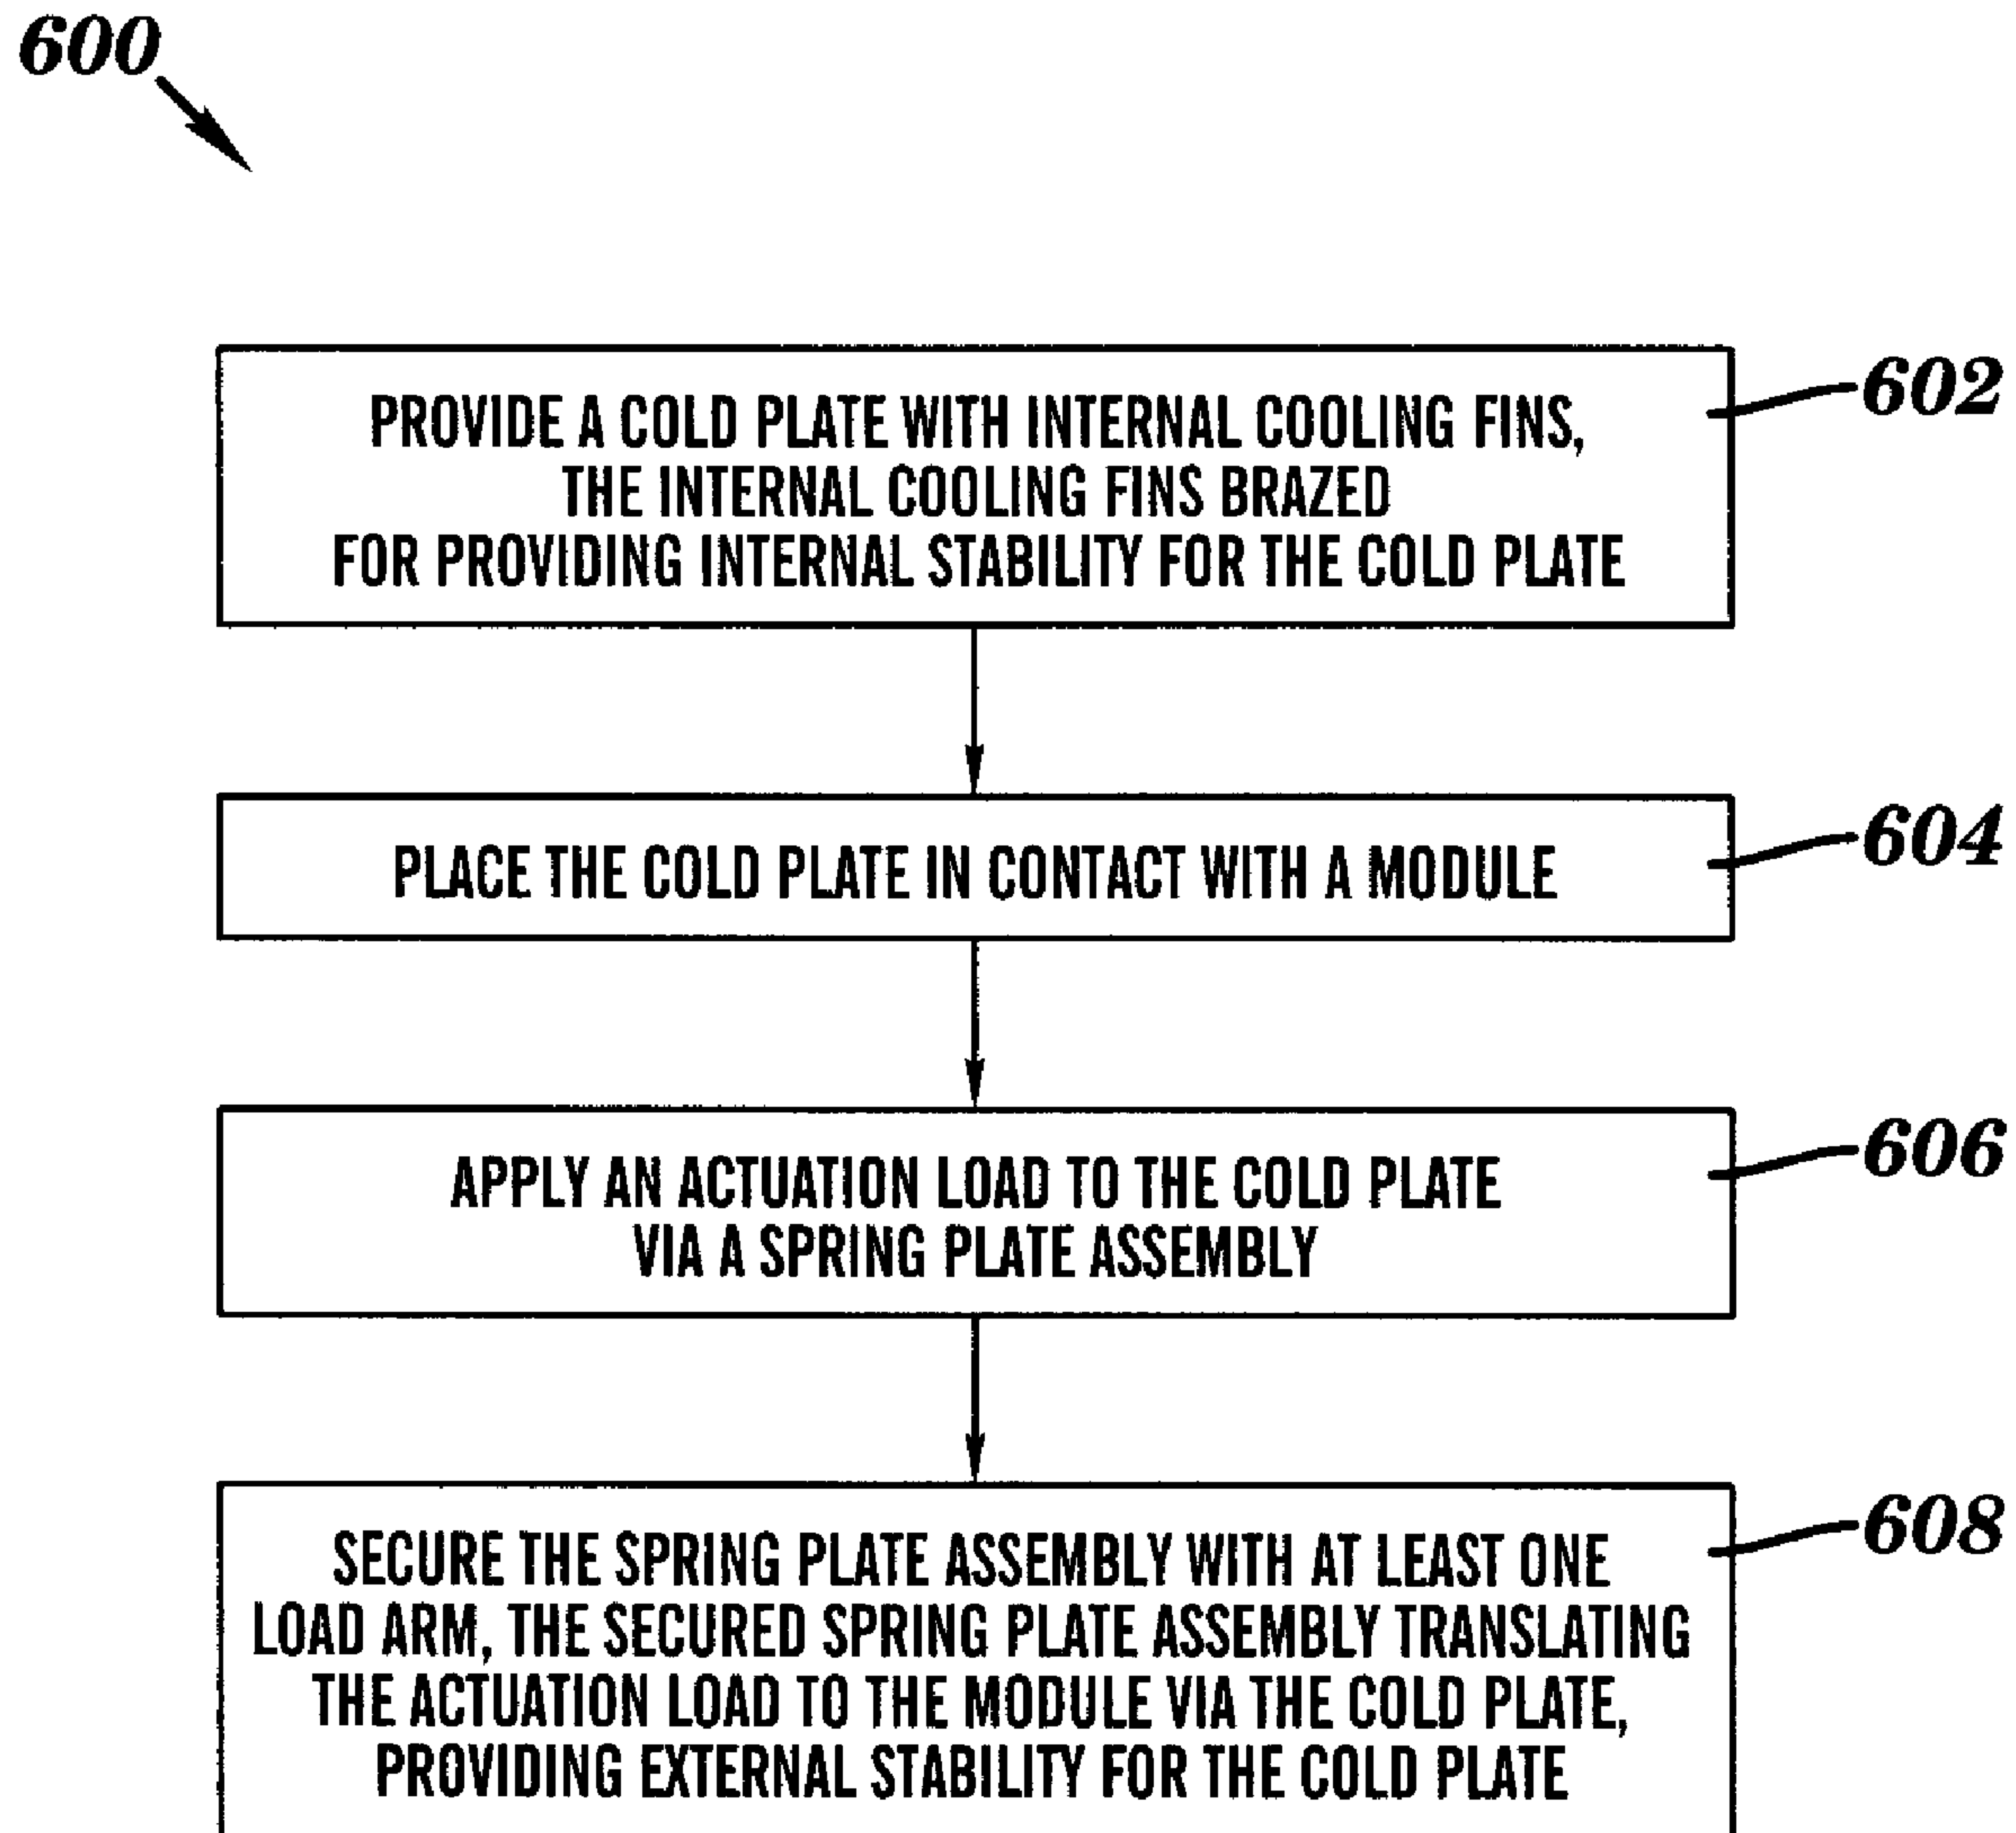 600
PROVIDE A COLD PLATE WITH INTERNAL COOLING FINS,
THE INTERNAL COOLING FINS BRAZED
FOR PROVIDING INTERNAL STABILITY FOR THE COLD PLATE
602
PLACE THE COLD PLATE IN CONTACT WITH A MODULE
604
APPLY AN ACTUATION LOAD TO THE COLD PLATE
VIA A SPRING PLATE ASSEMBLY
606
SECURE THE SPRING PLATE ASSEMBLY WITH AT LEAST ONE
LOAD ARM, THE SECURED SPRING PLATE ASSEMBLY TRANSLATING
THE ACTUATION LOAD TO THE MODULE VIA THE COLD PLATE,
PROVIDING EXTERNAL STABILITY FOR THE COLD PLATE
608